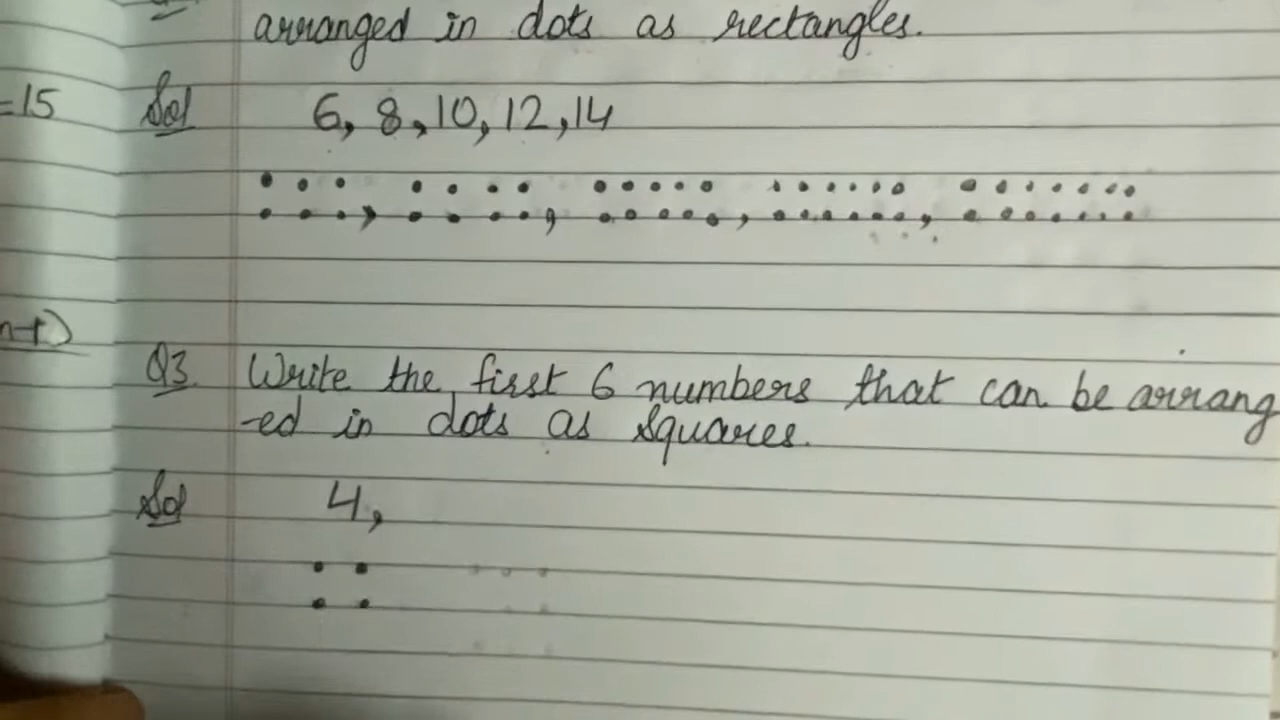 arranged in dots as rectangles.
=15 Sol 6, 8, 10, 12, 14
Q3. Write the first 6 numbers that can be arrang
-ed in dots as squares.
Sol 4,